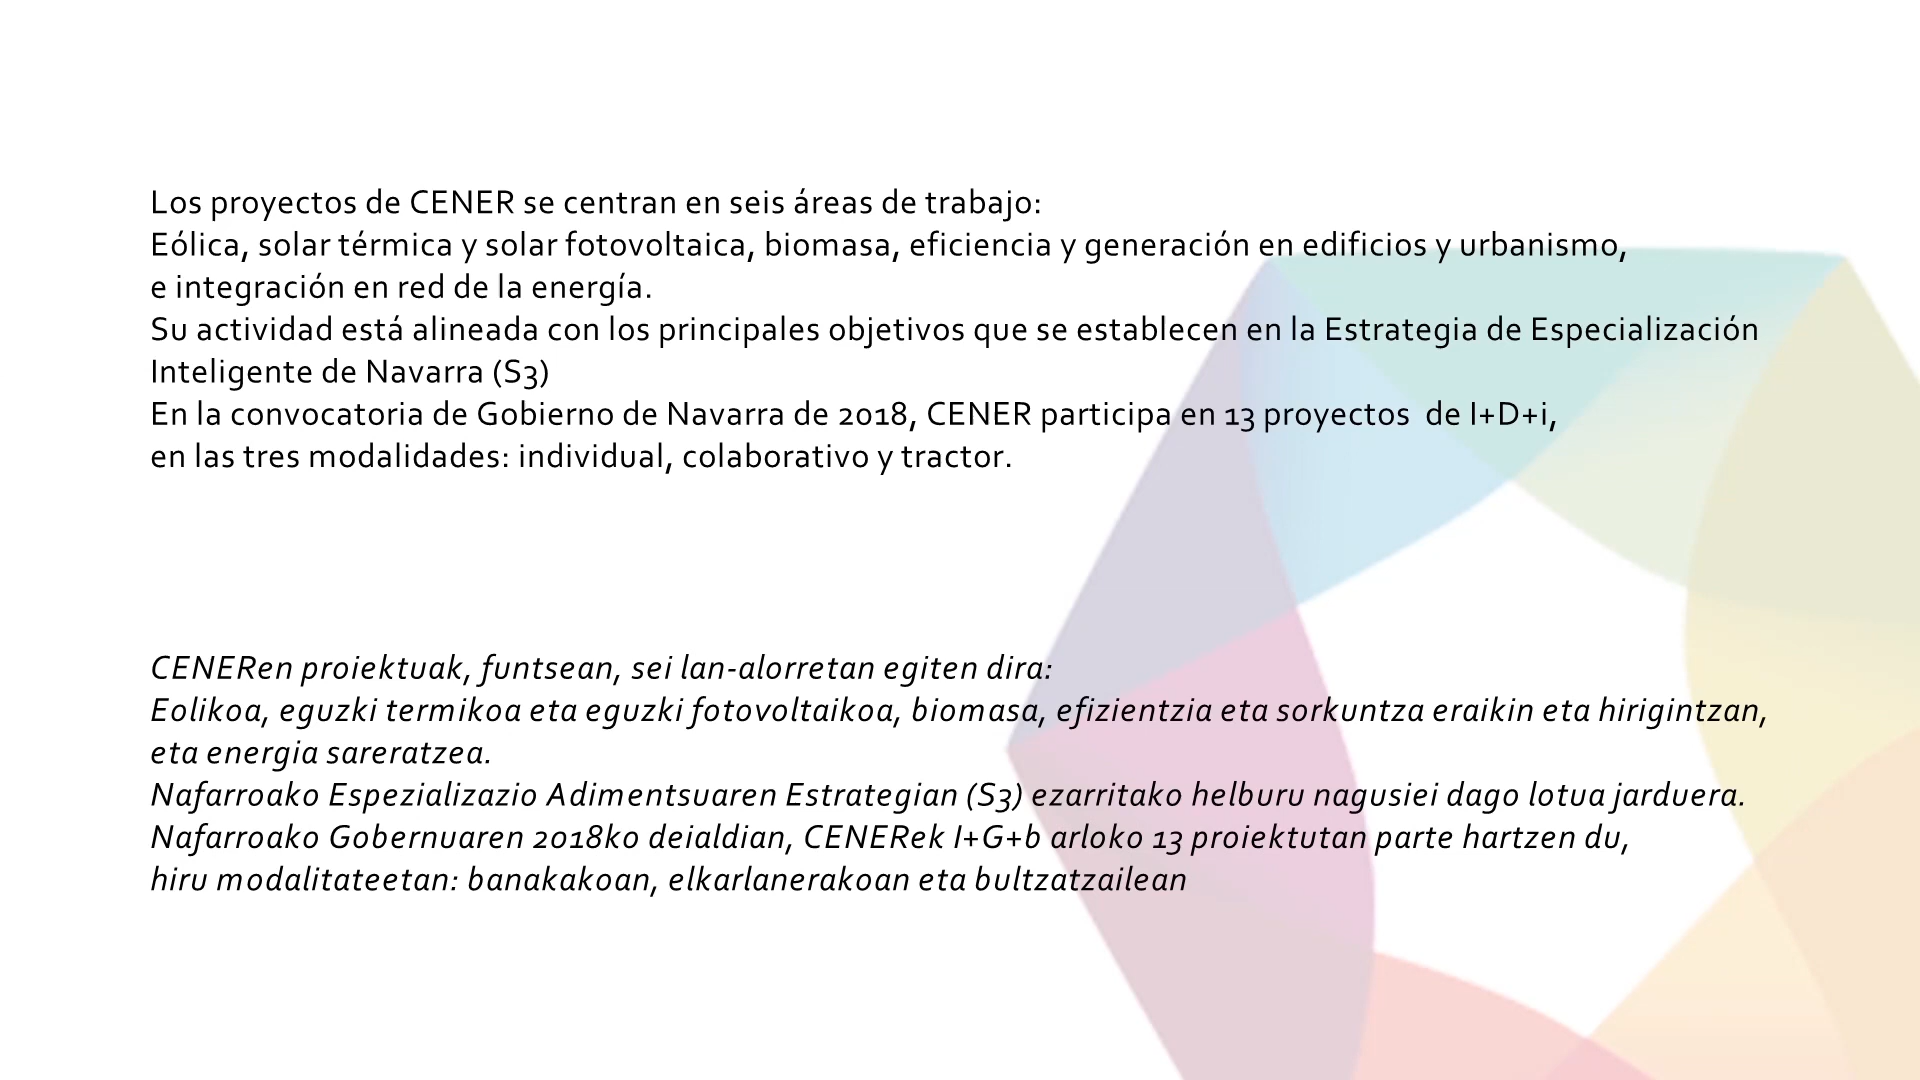 Los proyectos de CENER se centran en seis áreas de trabajo:
Eólica, solar térmica y solar fotovoltaica, biomasa, eficiencia y generación en edificios y urbanismo,
e integración en red de la energía.
Su actividad está alineada con los principales objetivos que se establecen en la Estrategia de Especialización
Inteligente de Navarra (S3)
En la convocatoria de Gobierno de Navarra de 2018, CENER participa en 13 proyectos  de I+D+i,
en las tres modalidades: individual, colaborativo y tractor.
CENERen proiektuak, funtsean, sei lan-alorretan egiten dira:
Eolikoa, eguzki termikoa eta eguzki fotovoltaikoa, biomasa, efizientzia eta sorkuntza eraikin eta hirigintzan,
eta energia sareratzea.
Nafarroako Espezializazio Adimentsuaren Estrategian (S3) ezarritako helburu nagusiei dago lotua jarduera.
Nafarroako Gobernuaren 2018ko deialdian, CENERek I+G+b arloko 13 proiektutan parte hartzen du,
hiru modalitateetan: banakakoan, elkarlanerakoan eta bultzatzailean